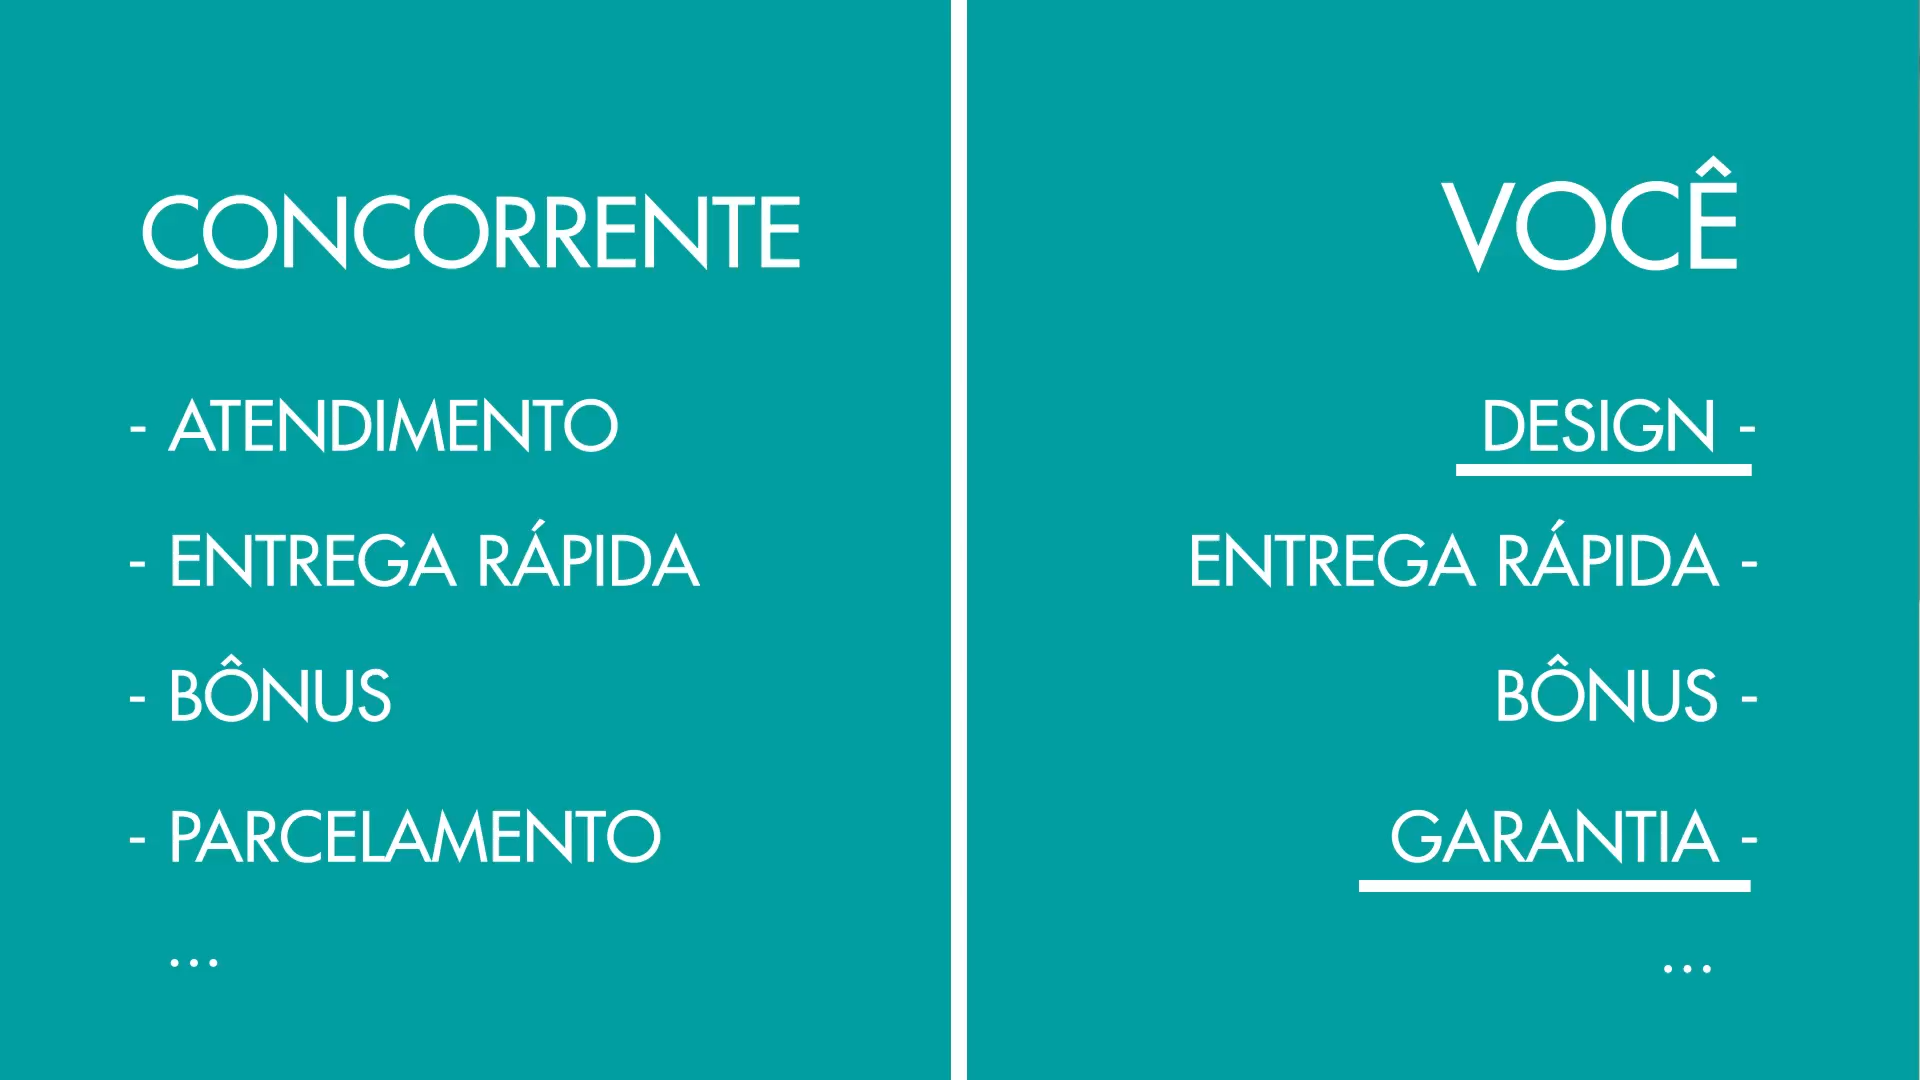 CONCORRENTE
- ATENDIMENTO
- ENTREGA RÁPIDA
- BÔNUS
- PARCELAMENTO
...
VOCÊ
DESIGN -
ENTREGA RÁPIDA -
BÔNUS -
GARANTIA -
...